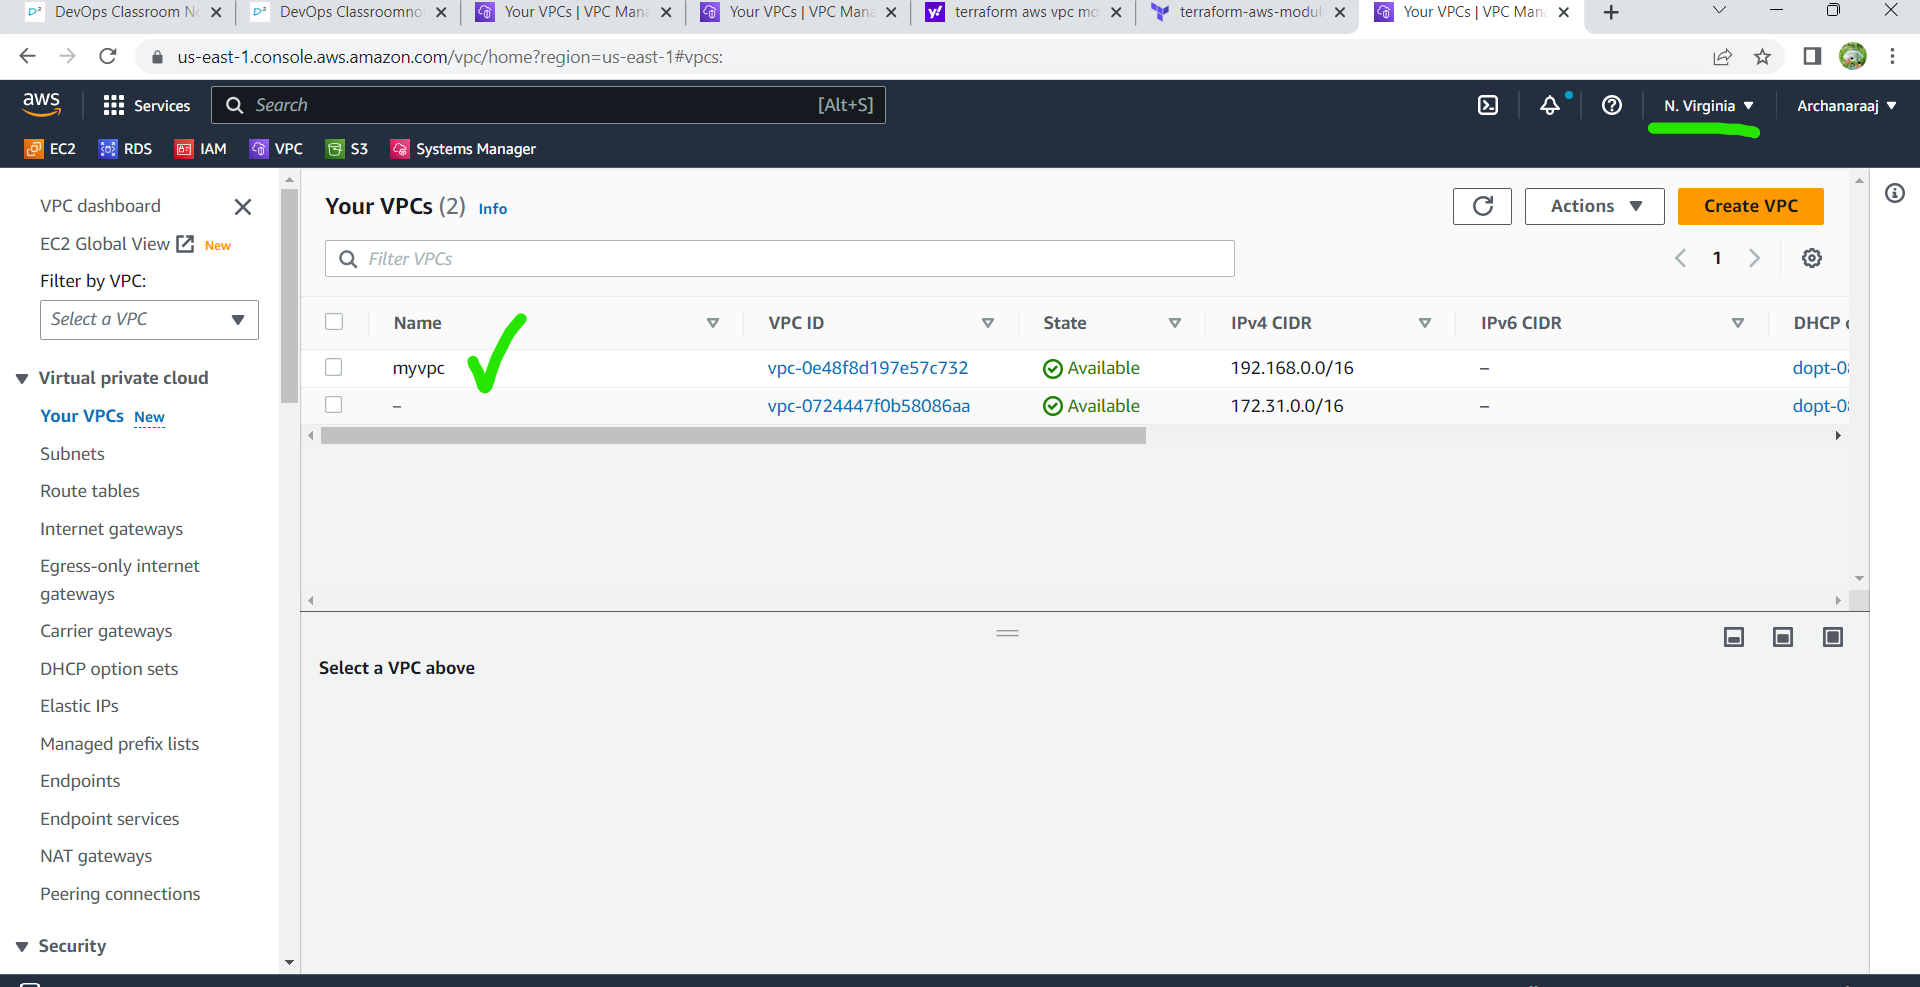 DevOps Classroom No
DevOps Classroomnot
Your VPCs | VPC Mana
Your VPCs | VPC Mana
terraform aws vpc mo
terraform-aws-modul
Your VPCs | VPC Mana
us-east-1.console.aws.amazon.com/vpc/home?region=us-east-1#vpcs:
aws
Services
Search
[Alt+S]
N. Virginia
Archanaraaj
EC2
RDS
IAM
VPC
S3
Systems Manager
VPC dashboard
EC2 Global View New
Filter by VPC:
Select a VPC
Virtual private cloud
Your VPCs New
Subnets
Route tables
Internet gateways
Egress-only internet
gateways
Carrier gateways
DHCP option sets
Elastic IPs
Managed prefix lists
Endpoints
Endpoint services
NAT gateways
Peering connections
Security
Your VPCs (2) Info
Actions
Create VPC
Filter VPCs
1
Name VPC ID State IPv4 CIDR IPv6 CIDR DHCP
myvpc vpc-0e48f8d197e57c732 Available 192.168.0.0/16 – dopt-08
– vpc-0724447f0b58086aa Available 172.31.0.0/16 – dopt-08
Select a VPC above